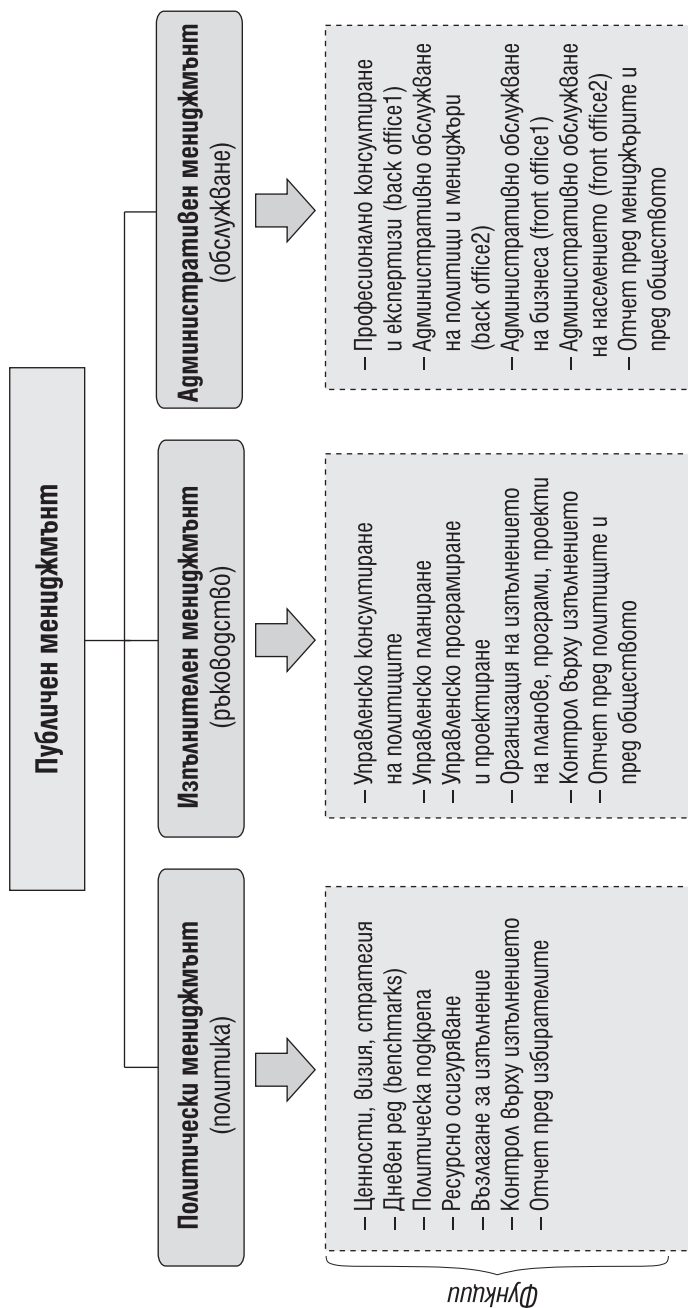 Публичен мениджмънт
Политически мениджмънт
(политика)
Изпълнителен мениджмънт
(ръководство)
Административен мениджмънт
(обслужване)
Функции
– Ценности, визия, стратегия
– Дневен ред (benchmarks)
– Политическа подкрепа
– Ресурсно осигуряване
– Възлагане за изпълнение
– Контрол върху изпълнението
– Отчет пред избирателите
– Управленско консултиране
на политиците
– Управленско планиране
– Управленско програмиране
и проектиране
– Организация на изпълнението
на планове, програми, проекти
– Контрол върху изпълнението
– Отчет пред политиците и
пред обществото
– Професионално консултиране
и експертизи (back office1)
– Административно обслужване
на политици и мениджъри
(back office2)
– Административно обслужване
на бизнеса (front office1)
– Административно обслужване
на населението (front office2)
– Отчет пред мениджърите и
пред обществото